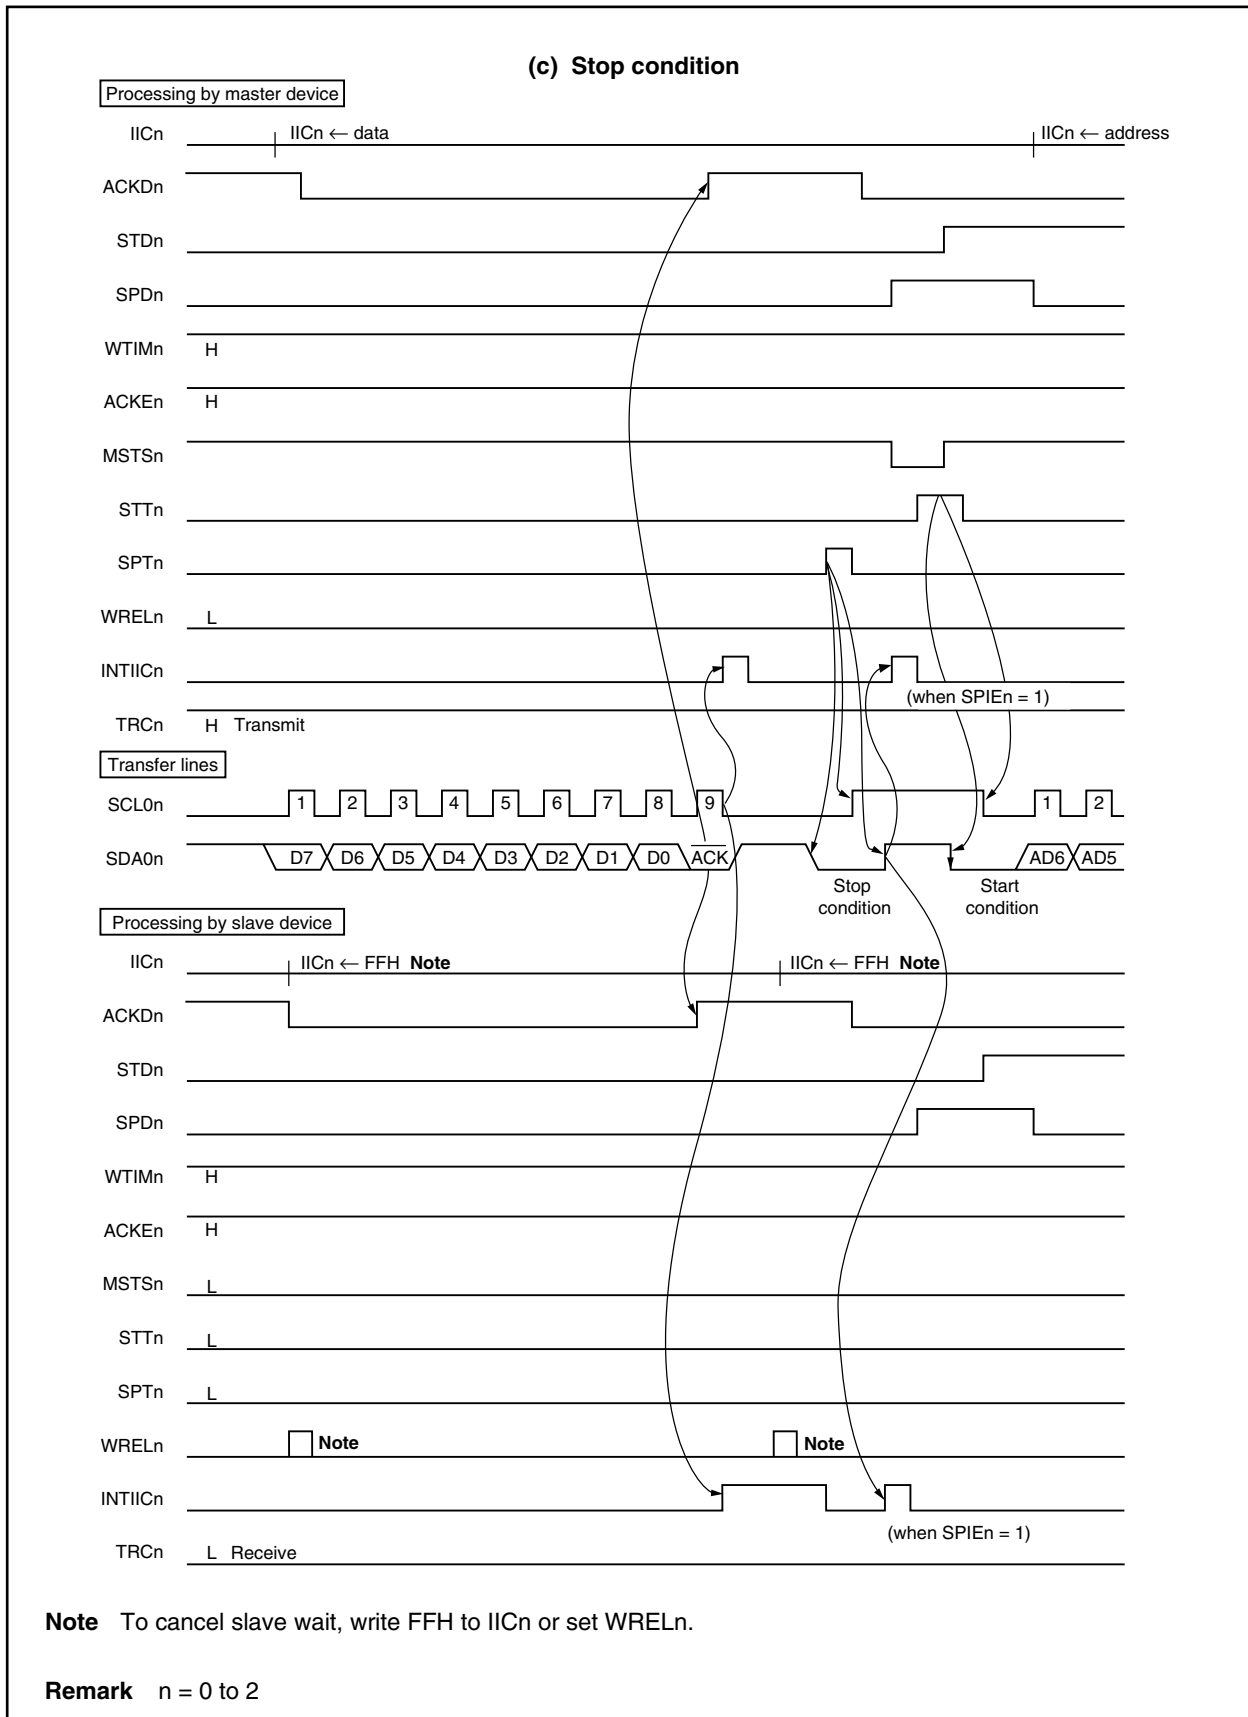 (c) Stop condition
Processing by master device
IICn IICn ← data IICn ← address
ACKDn
STDn
SPDn
WTIMn H
ACKEn H
MSTSn
STTn
SPTn
WRELn L
INTIICn
(when SPIEn = 1)
TRCn H Transmit
Transfer lines
SCL0n 1 2 3 4 5 6 7 8 9 1 2
SDA0n D7 D6 D5 D4 D3 D2 D1 D0 ACK AD6 AD5
Stop condition
Start condition
Processing by slave device
IICn IICn ← FFH Note IICn ← FFH Note
ACKDn
STDn
SPDn
WTIMn H
ACKEn H
MSTSn L
STTn L
SPTn L
WRELn Note Note
INTIICn
(when SPIEn = 1)
TRCn L Receive
Note To cancel slave wait, write FFH to IICn or set WRELn.
Remark n = 0 to 2